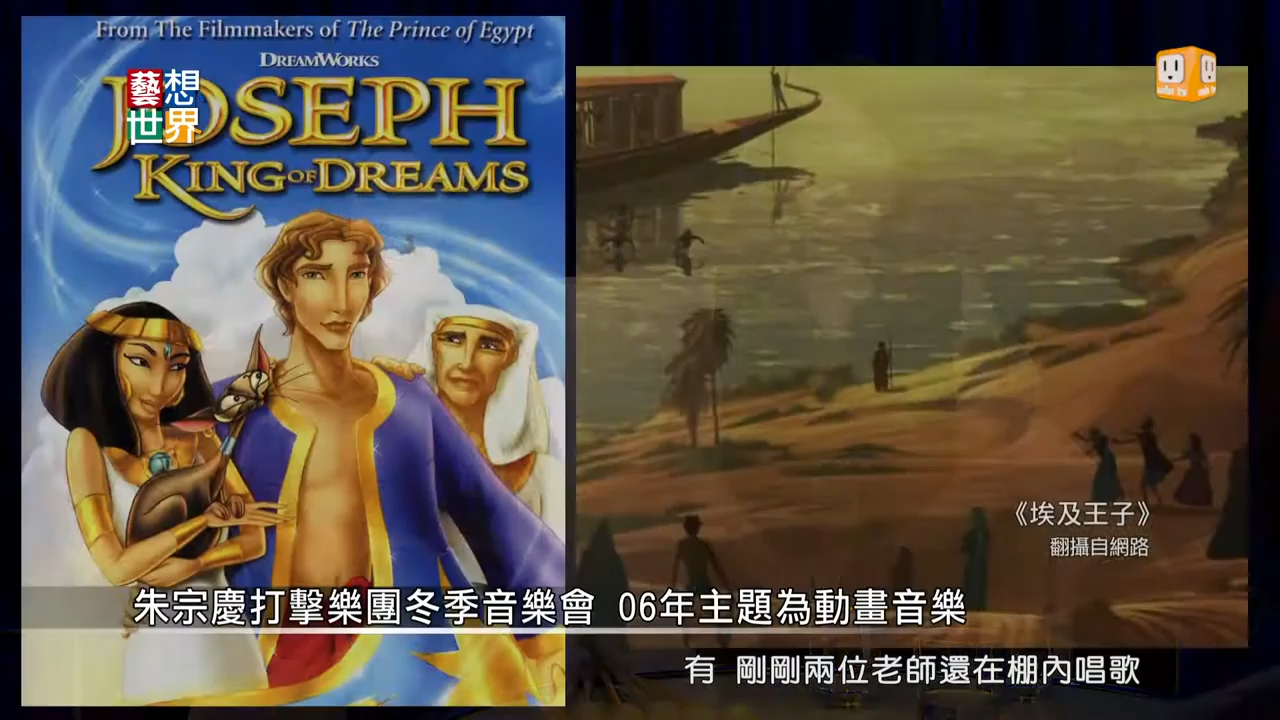 From The Filmmakers of The Prince of Egypt
DREAMWORKS
JOSEPH
KING OF DREAMS
藝想
世界
《埃及王子》
翻攝自網路
朱宗慶打擊樂團冬季音樂會 06年主題為動畫音樂
有 剛剛兩位老師還在棚內唱歌